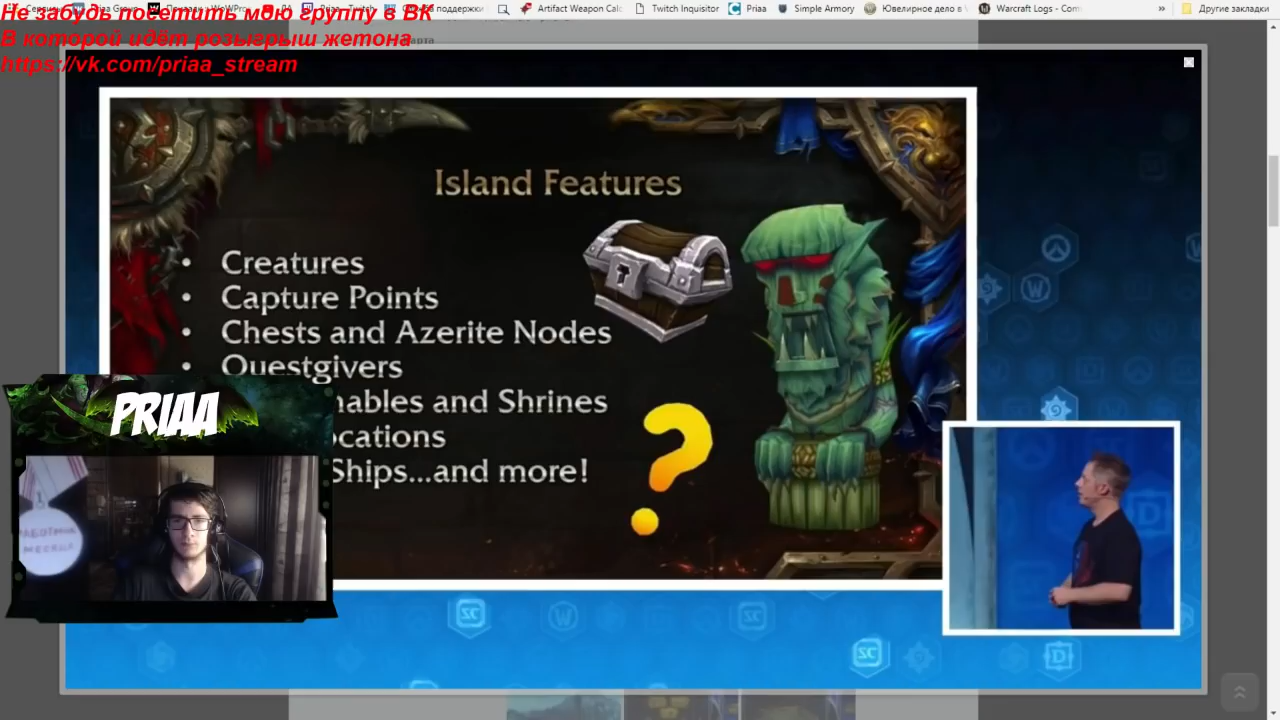 Не забудь посетить мою группу в ВК
В которой идёт розыгрыш жетона
https://vk.com/priaa_stream
Artifact Weapon Calc
Twitch Inquisitor
Priaa
Simple Armory
Ювелирное дело в
Warcraft Logs - Com
»
Другие закладки
Island Features
• Creatures
• Capture Points
• Chests and Azerite Nodes
• Questgivers
nables and Shrines
ocations
Ships...and more!
PRIAA
РАБОТНИК
МЕСЯЦА